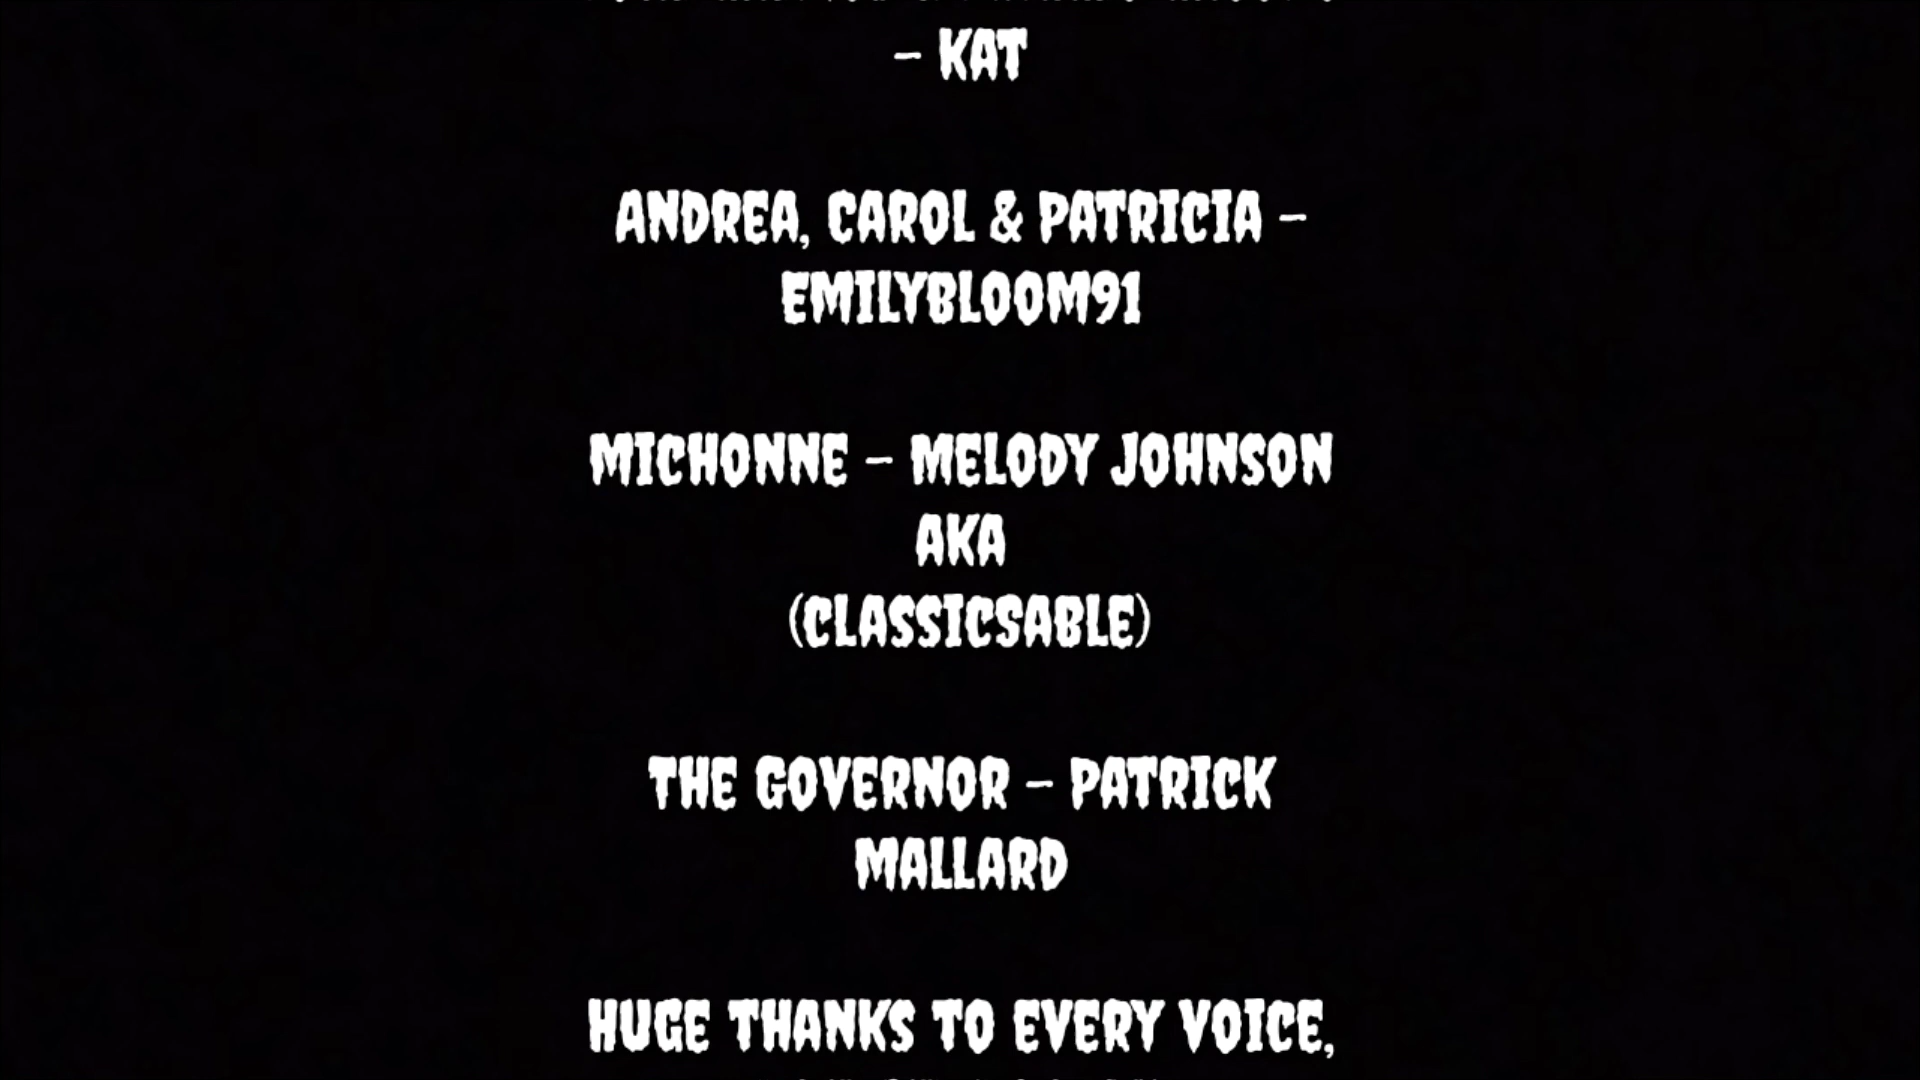 – KAT
ANDREA, CAROL & PATRICIA –
EMILYBLOOM91
MICHONNE – MELODY JOHNSON
AKA
(CLASSICSABLE)
THE GOVERNOR – PATRICK
MALLARD
HUGE THANKS TO EVERY VOICE,